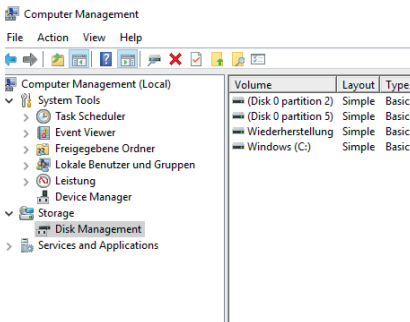 Computer Management
File Action View Help
Computer Management (Local)
System Tools
Task Scheduler
Event Viewer
Freigegebene Ordner
Lokale Benutzer und Gruppen
Leistung
Device Manager
Storage
Disk Management
Services and Applications
Volume Layout Type
(Disk 0 partition 2) Simple Basic
(Disk 0 partition 5) Simple Basic
Wiederherstellung Simple Basic
Windows (C:) Simple Basic